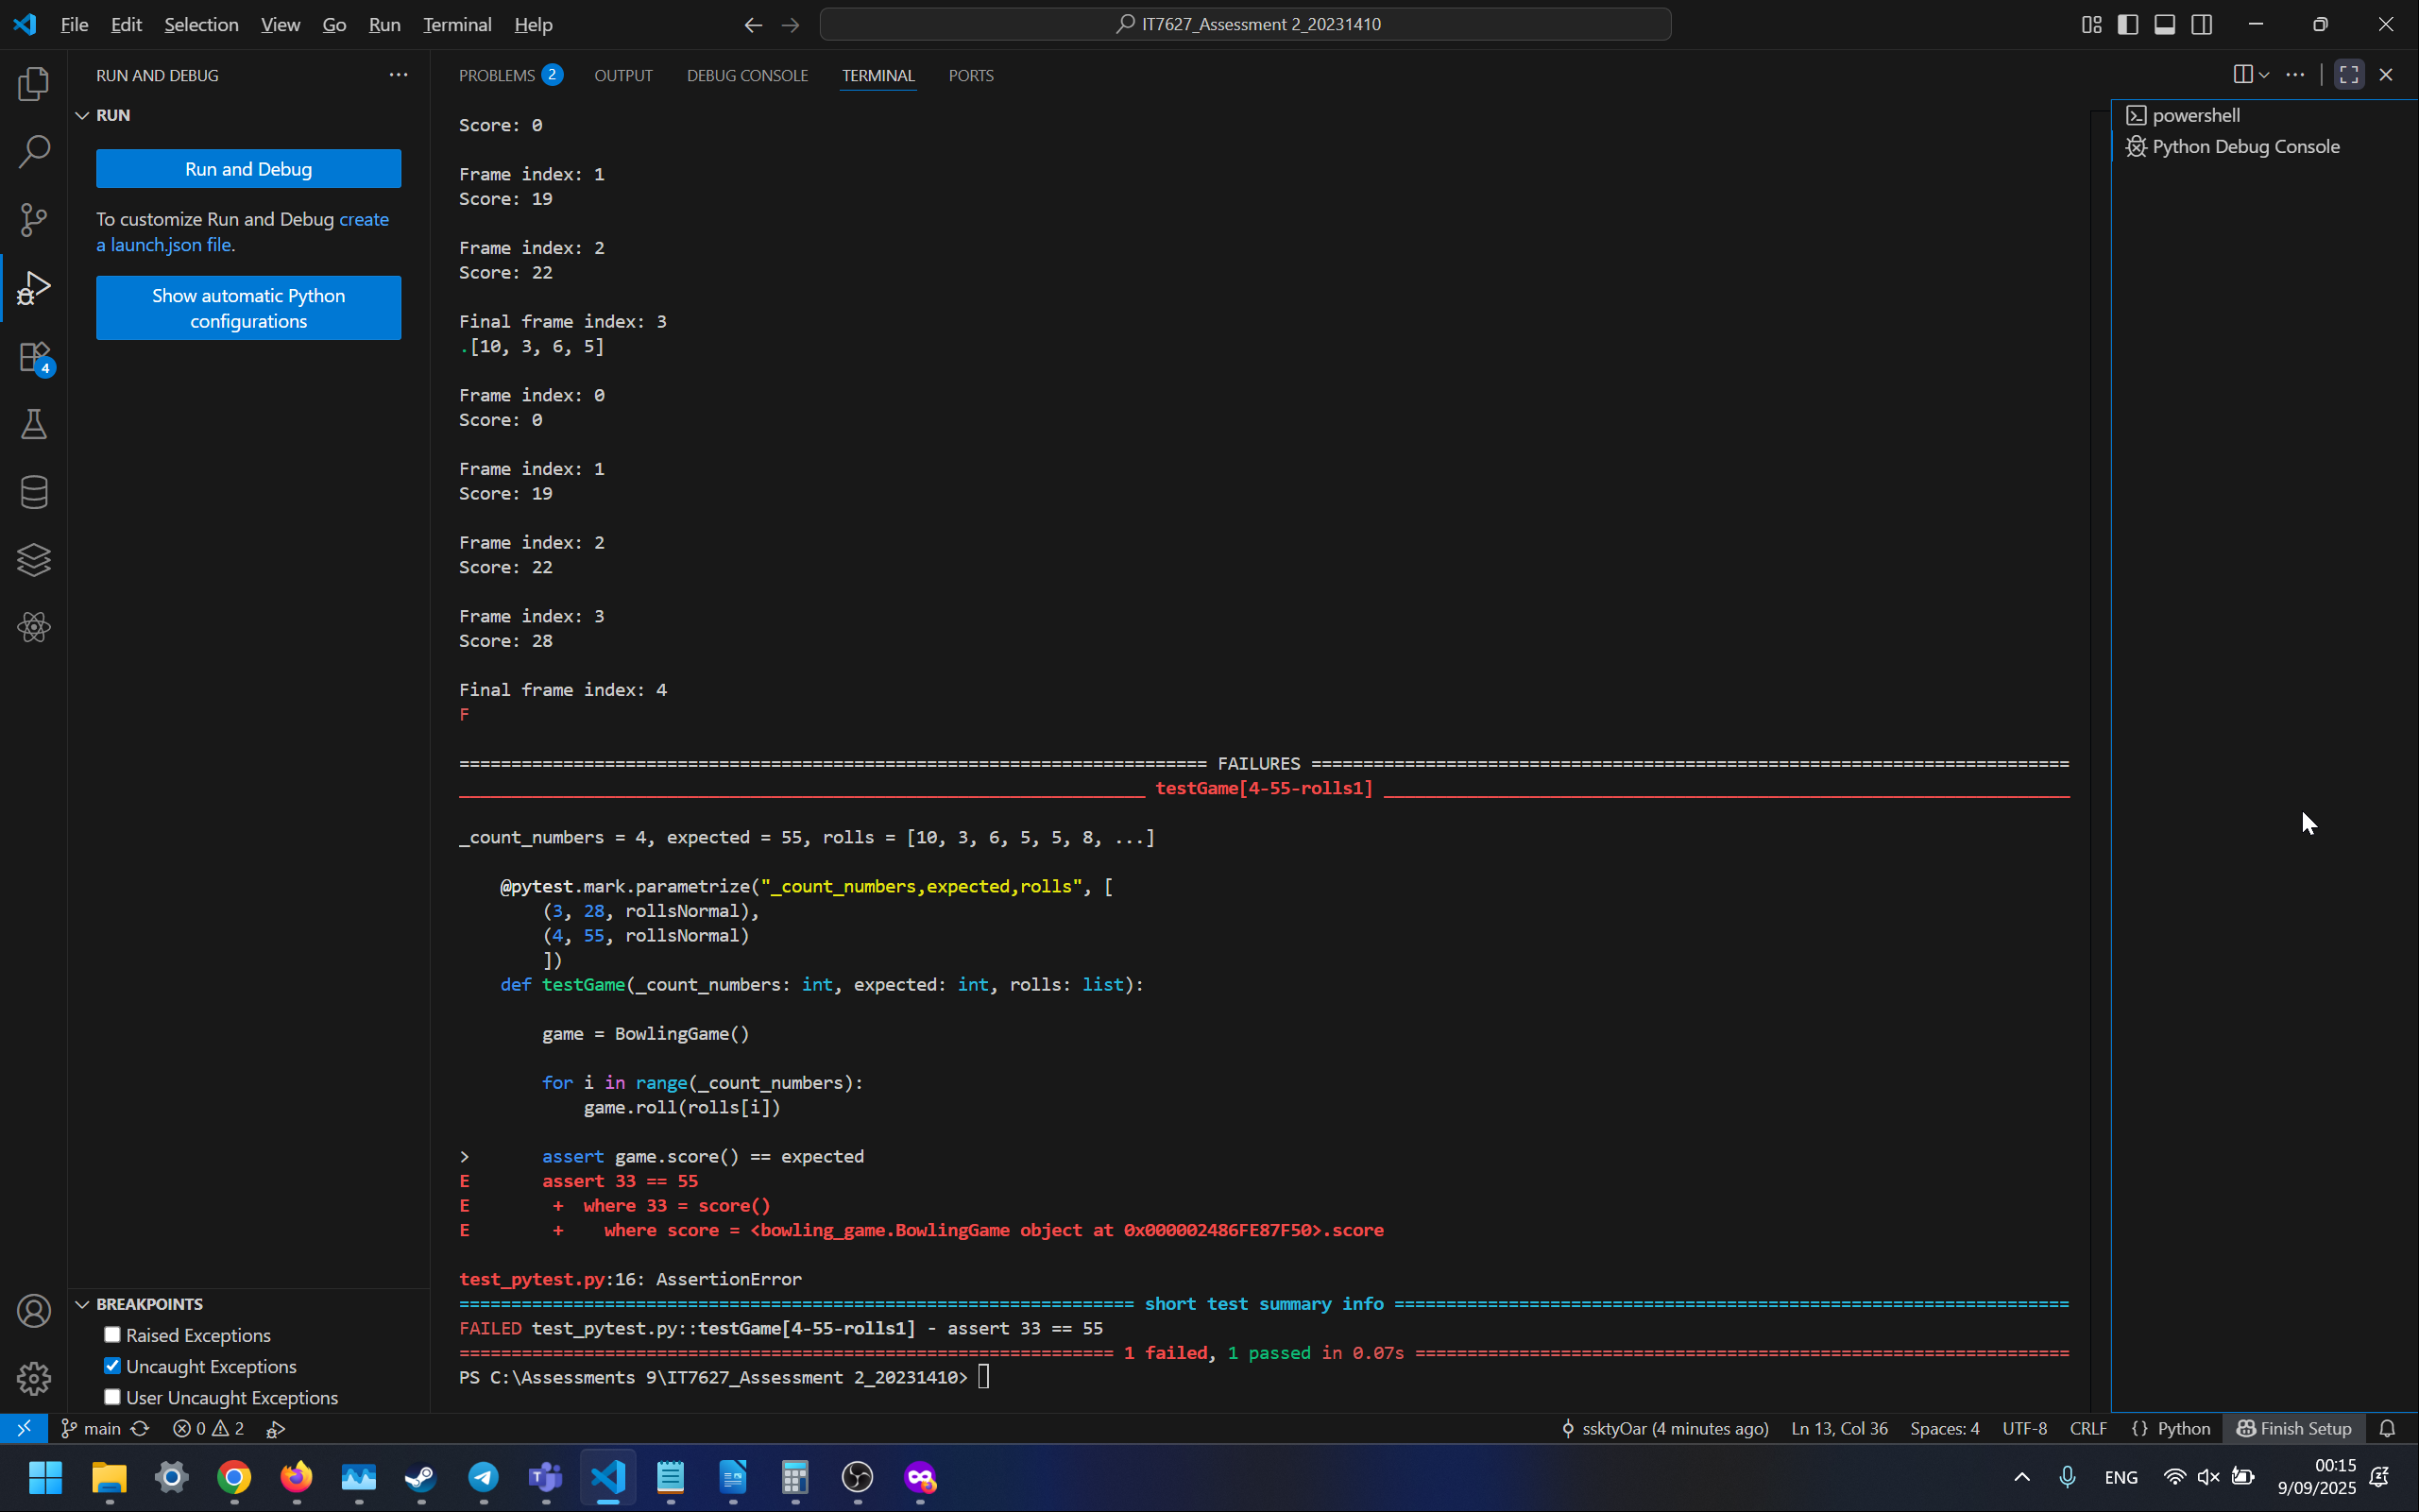 File Edit Selection View Go Run Terminal Help
IT7627_Assessment 2_20231410
RUN AND DEBUG
RUN
Run and Debug
To customize Run and Debug create
a launch.json file.
Show automatic Python
configurations
4
PROBLEMS 2 OUTPUT DEBUG CONSOLE TERMINAL PORTS
Score: 0
Frame index: 1
Score: 19
Frame index: 2
Score: 22
Final frame index: 3
.[10, 3, 6, 5]
Frame index: 0
Score: 0
Frame index: 1
Score: 19
Frame index: 2
Score: 22
Frame index: 3
Score: 28
Final frame index: 4
F
FAILURES
testGame[4-55-rolls1]
_count_numbers = 4, expected = 55, rolls = [10, 3, 6, 5, 5, 8, ...]
@pytest.mark.parametrize("_count_numbers,expected,rolls", [
(3, 28, rollsNormal),
(4, 55, rollsNormal)
])
def testGame(_count_numbers: int, expected: int, rolls: list):
game = BowlingGame()
for i in range(_count_numbers):
game.roll(rolls[i])
> assert game.score() == expected
E assert 33 == 55
E + where 33 = score()
E + where score = <bowling_game.BowlingGame object at 0x000002486FE87F50>.score
test_pytest.py:16: AssertionError
short test summary info
FAILED test_pytest.py::testGame[4-55-rolls1] - assert 33 == 55
1 failed, 1 passed in 0.07s
PS C:\Assessments 9\IT7627_Assessment 2_20231410>
powershell
Python Debug Console
BREAKPOINTS
Raised Exceptions
Uncaught Exceptions
User Uncaught Exceptions
main 0 2
ssktyOar (4 minutes ago) Ln 13, Col 36 Spaces: 4 UTF-8 CRLF {} Python Finish Setup
ENG
00:15
9/09/2025